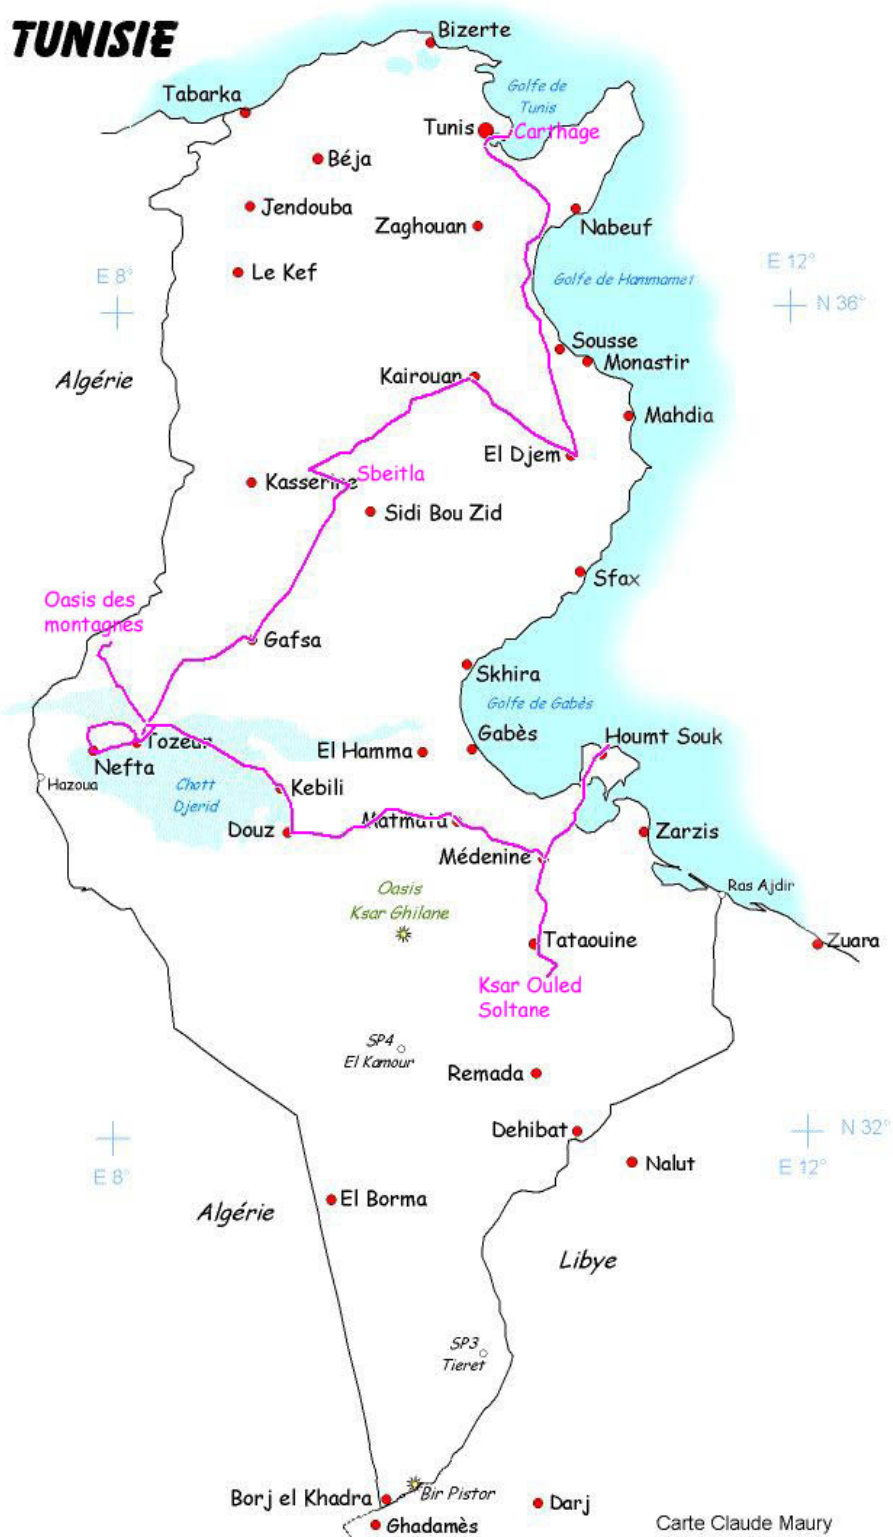 TUNISIE
Bizerte
Tabarka
Golfe de
Tunis
Tunis
Carthage
Béja
Jendouba
Zaghouan
Nabeuf
Le Kef
E 8°
E 12°
N 36°
Golfe de Hammamet
Sousse
Monastir
Algérie
Kairouan
Mahdia
El Djem
Kasserine
Sbeitla
Sidi Bou Zid
Sfax
Oasis des
montagnes
Gafsa
Skhira
Golfe de Gabès
Gabès
Houmt Souk
Tozeur
El Hamma
Nefta
Hazoua
Chott
Djerid
Kebili
Douz
Matmata
Zarzis
Médenine
Oasis
Ksar Ghilane
Ras Ajdir
Tataouine
Zuara
Ksar Ouled
Soltane
SP4
El Kamour
Remada
Dehibat
N 32°
E 8°
E 12°
Nalut
El Borma
Algérie
Libye
SP3
Tieret
Borj el Khadra
Bir Pistor
Darj
Ghadamès
Carte Claude Maury